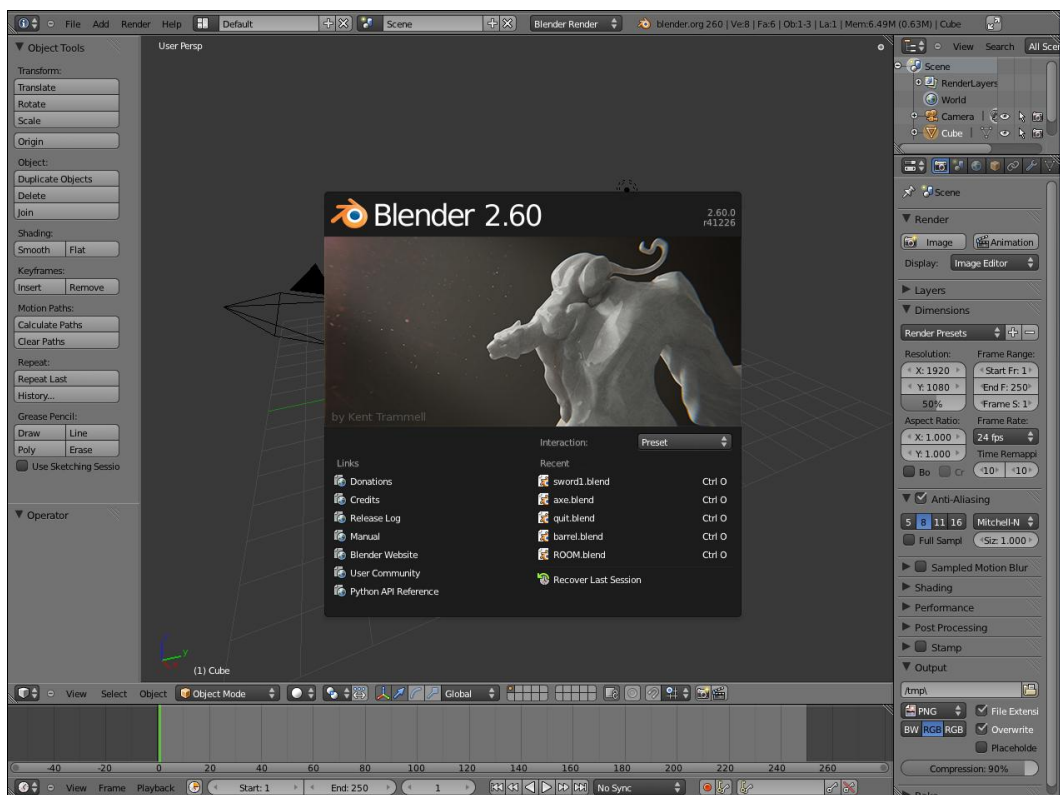 File Add Render Help Default Scene Blender Render blender.org 260 | Ve:8 | Fa:6 | Ob:1-3 | La:1 | Mem:6.49M (0.63M) | Cube
Object Tools
Transform:
Translate
Rotate
Scale
Origin
Object:
Duplicate Objects
Delete
Join
Shading:
Smooth Flat
Keyframes:
Insert Remove
Motion Paths:
Calculate Paths
Clear Paths
Repeat:
Repeat Last
History...
Grease Pencil:
Draw Line
Poly Erase
Use Sketching Sessio
Operator
User Persp
Blender 2.60
2.60.0
r41226
by Kent Trammell
Interaction: Preset
Links
Donations
Credits
Release Log
Manual
Blender Website
User Community
Python API Reference
Recent
sword1.blend Ctrl O
axe.blend Ctrl O
quit.blend Ctrl O
barrel.blend Ctrl O
ROOM.blend Ctrl O
Recover Last Session
y
(1) Cube
View Select Object Object Mode Global
-40 -20 0 20 40 60 80 100 120 140 160 180 200 220 240 260
View Frame Playback Start: 1 End: 250 1 No Sync
View Search All Scen
Scene
RenderLayers
World
Camera
Cube
Scene
Render
Image Animation
Display: Image Editor
Layers
Dimensions
Render Presets
Resolution: Frame Range:
X: 1920 Start Fr: 1
Y: 1080 End F: 250
50% Frame S: 1
Aspect Ratio: Frame Rate:
X: 1.000 24 fps
Y: 1.000 Time Remappi
Bo Cr 10 10
Anti-Aliasing
5 8 11 16 Mitchell-N
Full Sampl Siz: 1.000
Sampled Motion Blur
Shading
Performance
Post Processing
Stamp
Output
/tmp\
PNG File Extensi
BW RGB RGB Overwrite
Placeholde
Compression: 90%